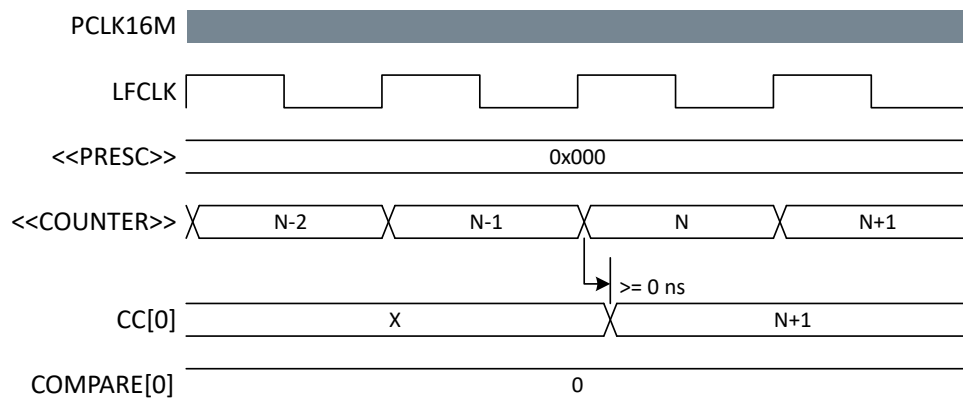 PCLK16M
LFCLK
<<PRESC>> 0x000
<<COUNTER>> N-2 N-1 N N+1
>= 0 ns
CC[0] X N+1
COMPARE[0] 0